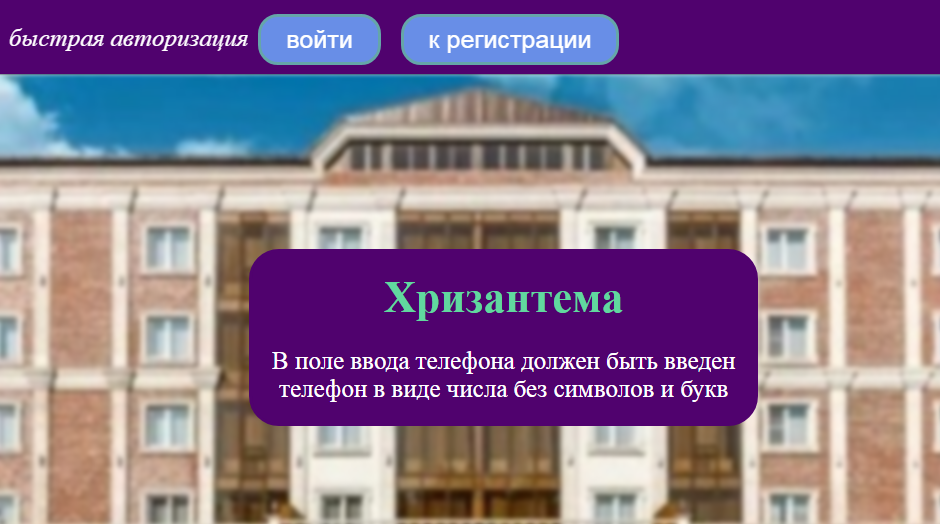 быстрая авторизация войти к регистрации
Хризантема
В поле ввода телефона должен быть введен
телефон в виде числа без символов и букв